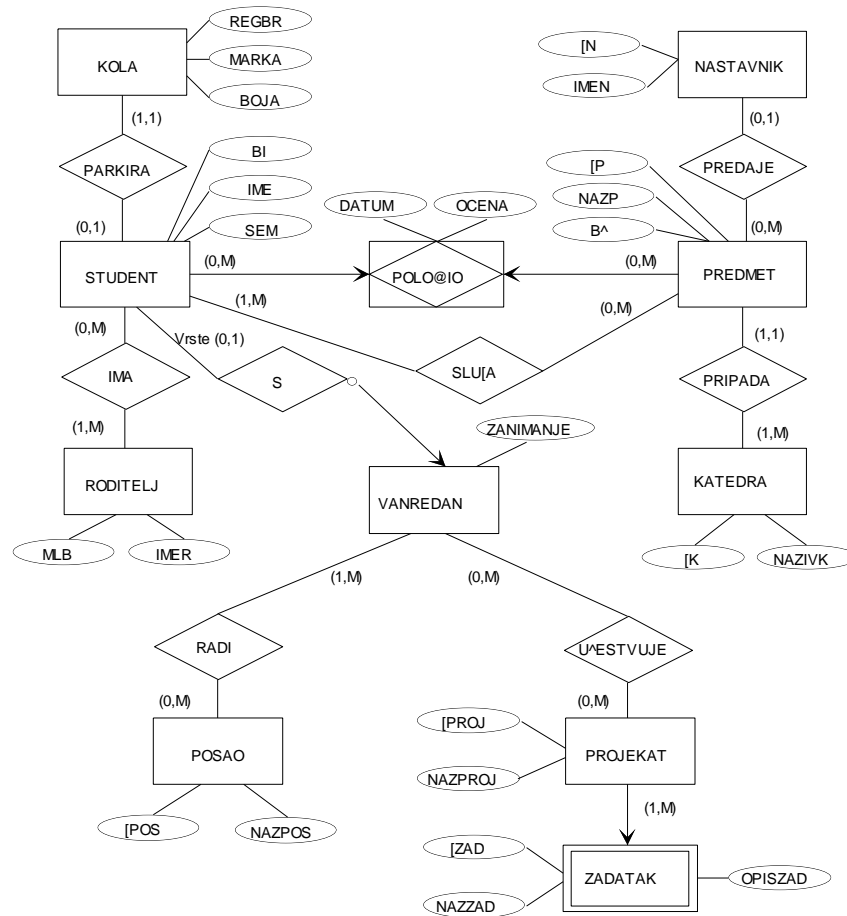 REGBR
KOLA
MARKA
BOJA
[N
NASTAVNIK
IMEN
(1,1)
(0,1)
PARKIRA
BI
IME
SEM
[P
NAZP
B^
PREDAJE
DATUM
OCENA
(0,1)
(0,M)
STUDENT
(0,M)
POLO@IO
(0,M)
PREDMET
(1,M)
(0,M)
(0,M)
Vrste (0,1)
(1,1)
IMA
S
SLU[A
PRIPADA
(1,M)
(1,M)
ZANIMANJE
RODITELJ
VANREDAN
KATEDRA
MLB
IMER
[K
NAZIVK
(1,M)
(0,M)
RADI
U^ESTVUJE
(0,M)
(0,M)
[PROJ
POSAO
PROJEKAT
NAZPROJ
[POS
NAZPOS
(1,M)
[ZAD
ZADATAK
OPISZAD
NAZZAD